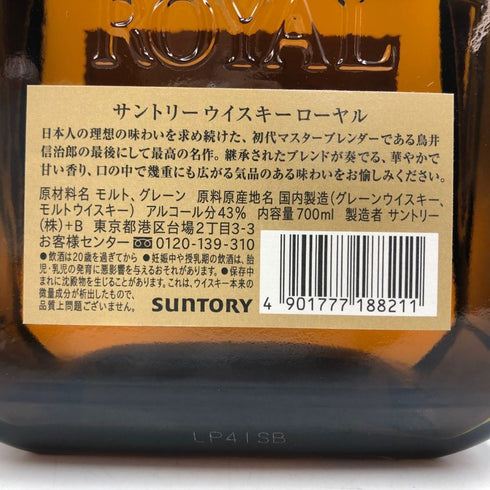 ROYAL
サントリー ウイスキー ローヤル
日本人の理想の味わいを求め続けた、初代マスターブレンダーである鳥井
信治郎の最後にして最高の名作。継承されたブレンドが奏でる、華やかで
甘い香り、口の中で幾重にも広がる気品のある味わいをお愉しみください。
原材料名 モルト、グレーン 原料原産地名 国内製造(グレーンウイスキー、
モルトウイスキー) アルコール分43% 内容量700ml 製造者 サントリー
(株)+B 東京都港区台場2丁目3-3
お客様センター 0120-139-310
●飲酒は20歳を過ぎてから ●妊娠中や授乳期の飲酒は、胎
児・乳児の発育に悪影響を与えるおそれがあります。●保存中
まれに沈殿物を生じることがあります。これは、ウイスキー本来の
微量成分が析出したもので、
品質上問題ございません。
SUNTORY
4 901777 188211
LP41SB